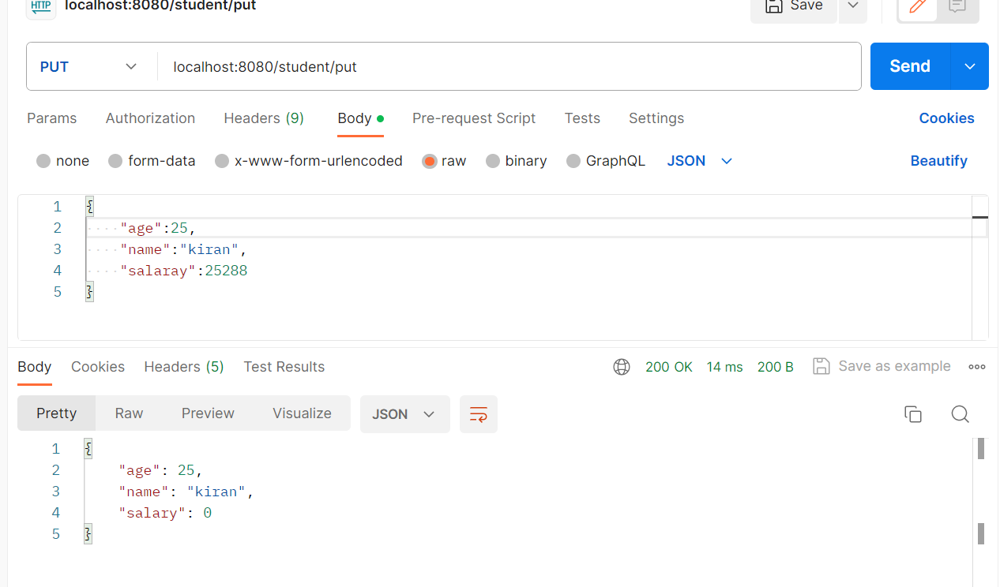 HTTP localhost:8080/student/put Save
PUT localhost:8080/student/put Send
Params Authorization Headers (9) Body Pre-request Script Tests Settings Cookies
none form-data x-www-form-urlencoded raw binary GraphQL JSON Beautify
1 {
2 "age":25,
3 "name":"kiran",
4 "salaray":25288
5 }
Body Cookies Headers (5) Test Results 200 OK 14 ms 200 B Save as example
Pretty Raw Preview Visualize JSON
1 {
2 "age": 25,
3 "name": "kiran",
4 "salary": 0
5 }